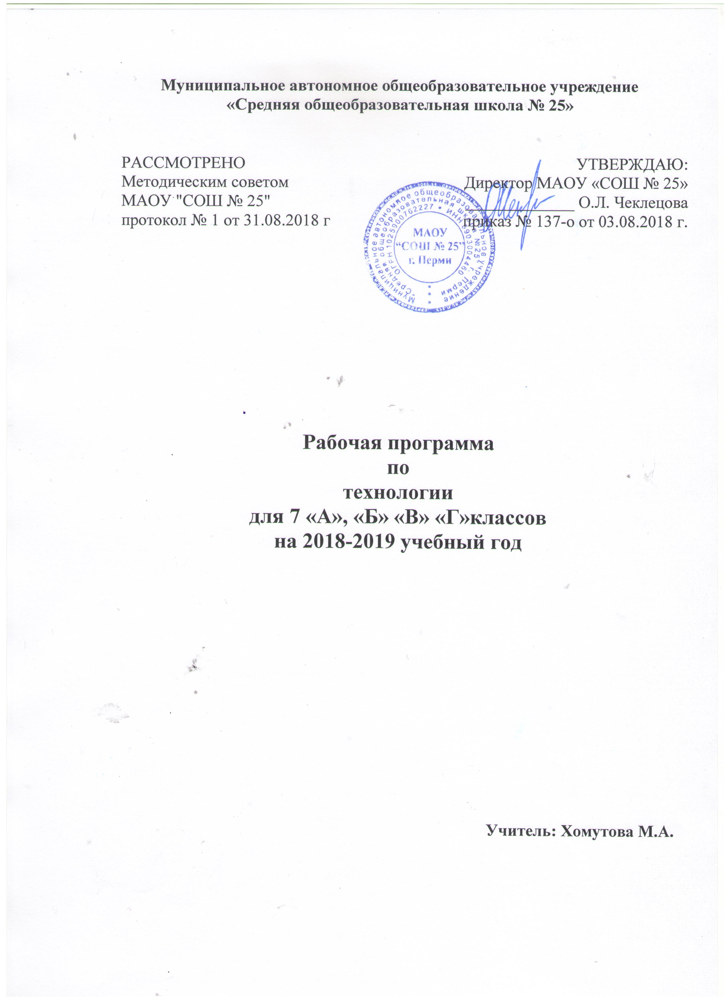 Муниципальное автономное общеобразовательное учреждение
«Средняя общеобразовательная школа № 25»
РАССМОТРЕНО
Методическим советом
МАОУ "СОШ № 25"
протокол № 1 от 31.08.2018 г
УТВЕРЖДАЮ:
Директор МАОУ «СОШ № 25»
О.Л. Чеклецова
приказ № 137-о от 03.08.2018 г.
Муниципальное автономное общеобразовательное учреждение
"Средняя общеобразовательная школа №25" г. Перми
ОГРН 1025900762227 * ИНН 5903004460
МАОУ
“СОШ № 25”
г. Перми
Рабочая программа
по
технологии
для 7 «А», «Б» «В» «Г»классов
на 2018-2019 учебный год
Учитель: Хомутова М.А.